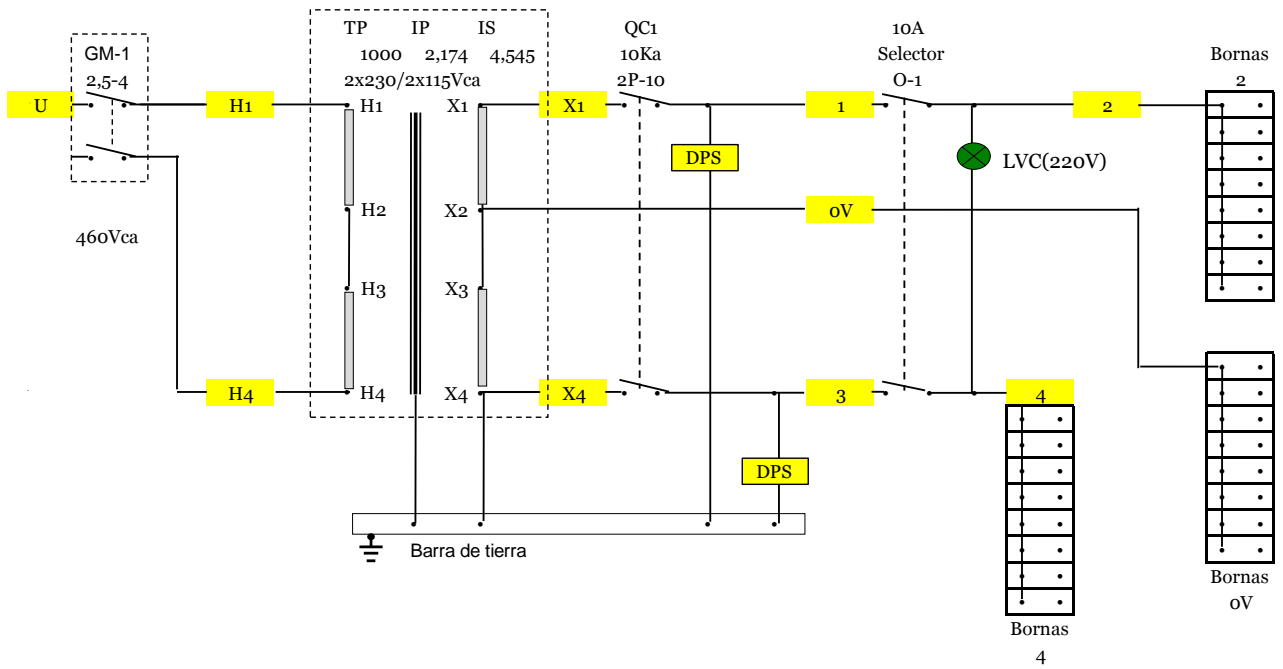 TP IP IS
1000 2,174 4,545
2x230/2x115Vca
QC1
10Ka
2P-10
10A
Selector
O-1
GM-1
2,5-4
Bornas
2
U
H1
H1
X1
X1
1
2
DPS
LVC(220V)
H2
X2
0V
460Vca
H3
X3
H4
H4
X4
X4
3
4
DPS
Barra de tierra
Bornas
0V
Bornas
4